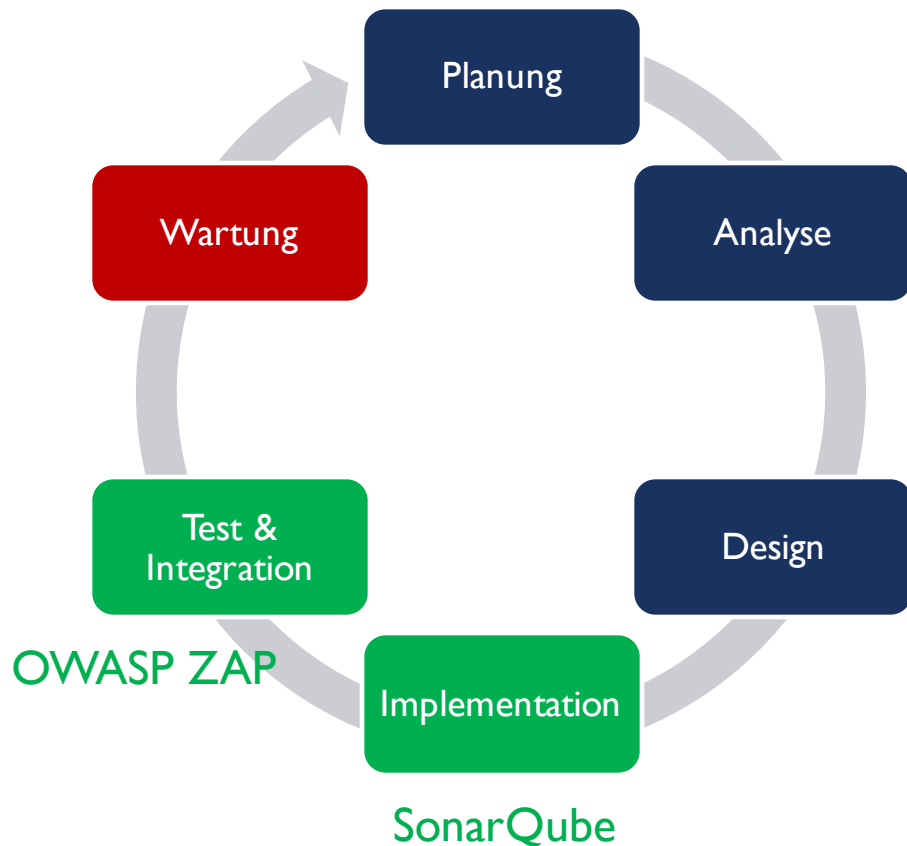 Planung
Analyse
Design
Implementation
SonarQube
Test &
Integration
OWASP ZAP
Wartung